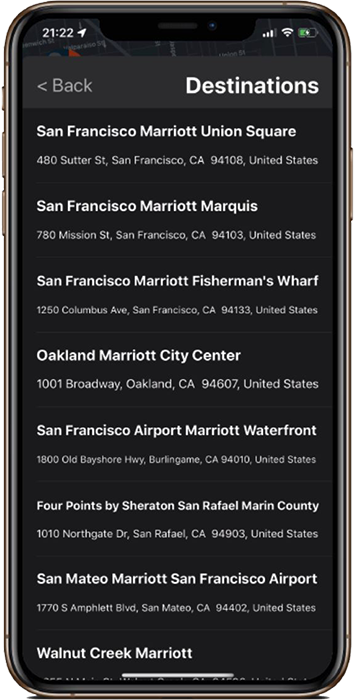 21:22
< Back
Destinations
San Francisco Marriott Union Square
480 Sutter St, San Francisco, CA 94108, United States
San Francisco Marriott Marquis
780 Mission St, San Francisco, CA 94103, United States
San Francisco Marriott Fisherman's Wharf
1250 Columbus Ave, San Francisco, CA 94133, United States
Oakland Marriott City Center
1001 Broadway, Oakland, CA 94607, United States
San Francisco Airport Marriott Waterfront
1800 Old Bayshore Hwy, Burlingame, CA 94010, United States
Four Points by Sheraton San Rafael Marin County
1010 Northgate Dr, San Rafael, CA 94903, United States
San Mateo Marriott San Francisco Airport
1770 S Amphlett Blvd, San Mateo, CA 94402, United States
Walnut Creek Marriott